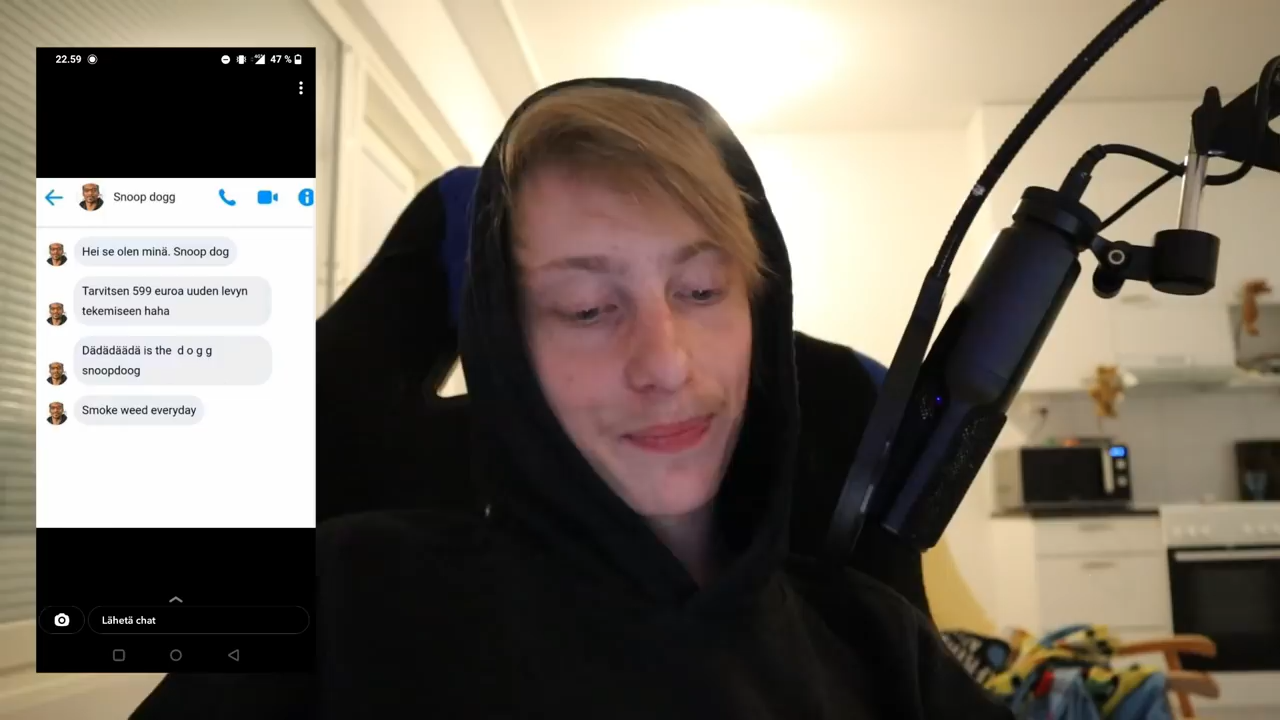 22.59
47 %
Snoop dogg
Hei se olen minä. Snoop dog
Tarvitsen 599 euroa uuden levyn
tekemiseen haha
Dädädäädä is the d o g g
snoopdoog
Smoke weed everyday
Lähetä chat